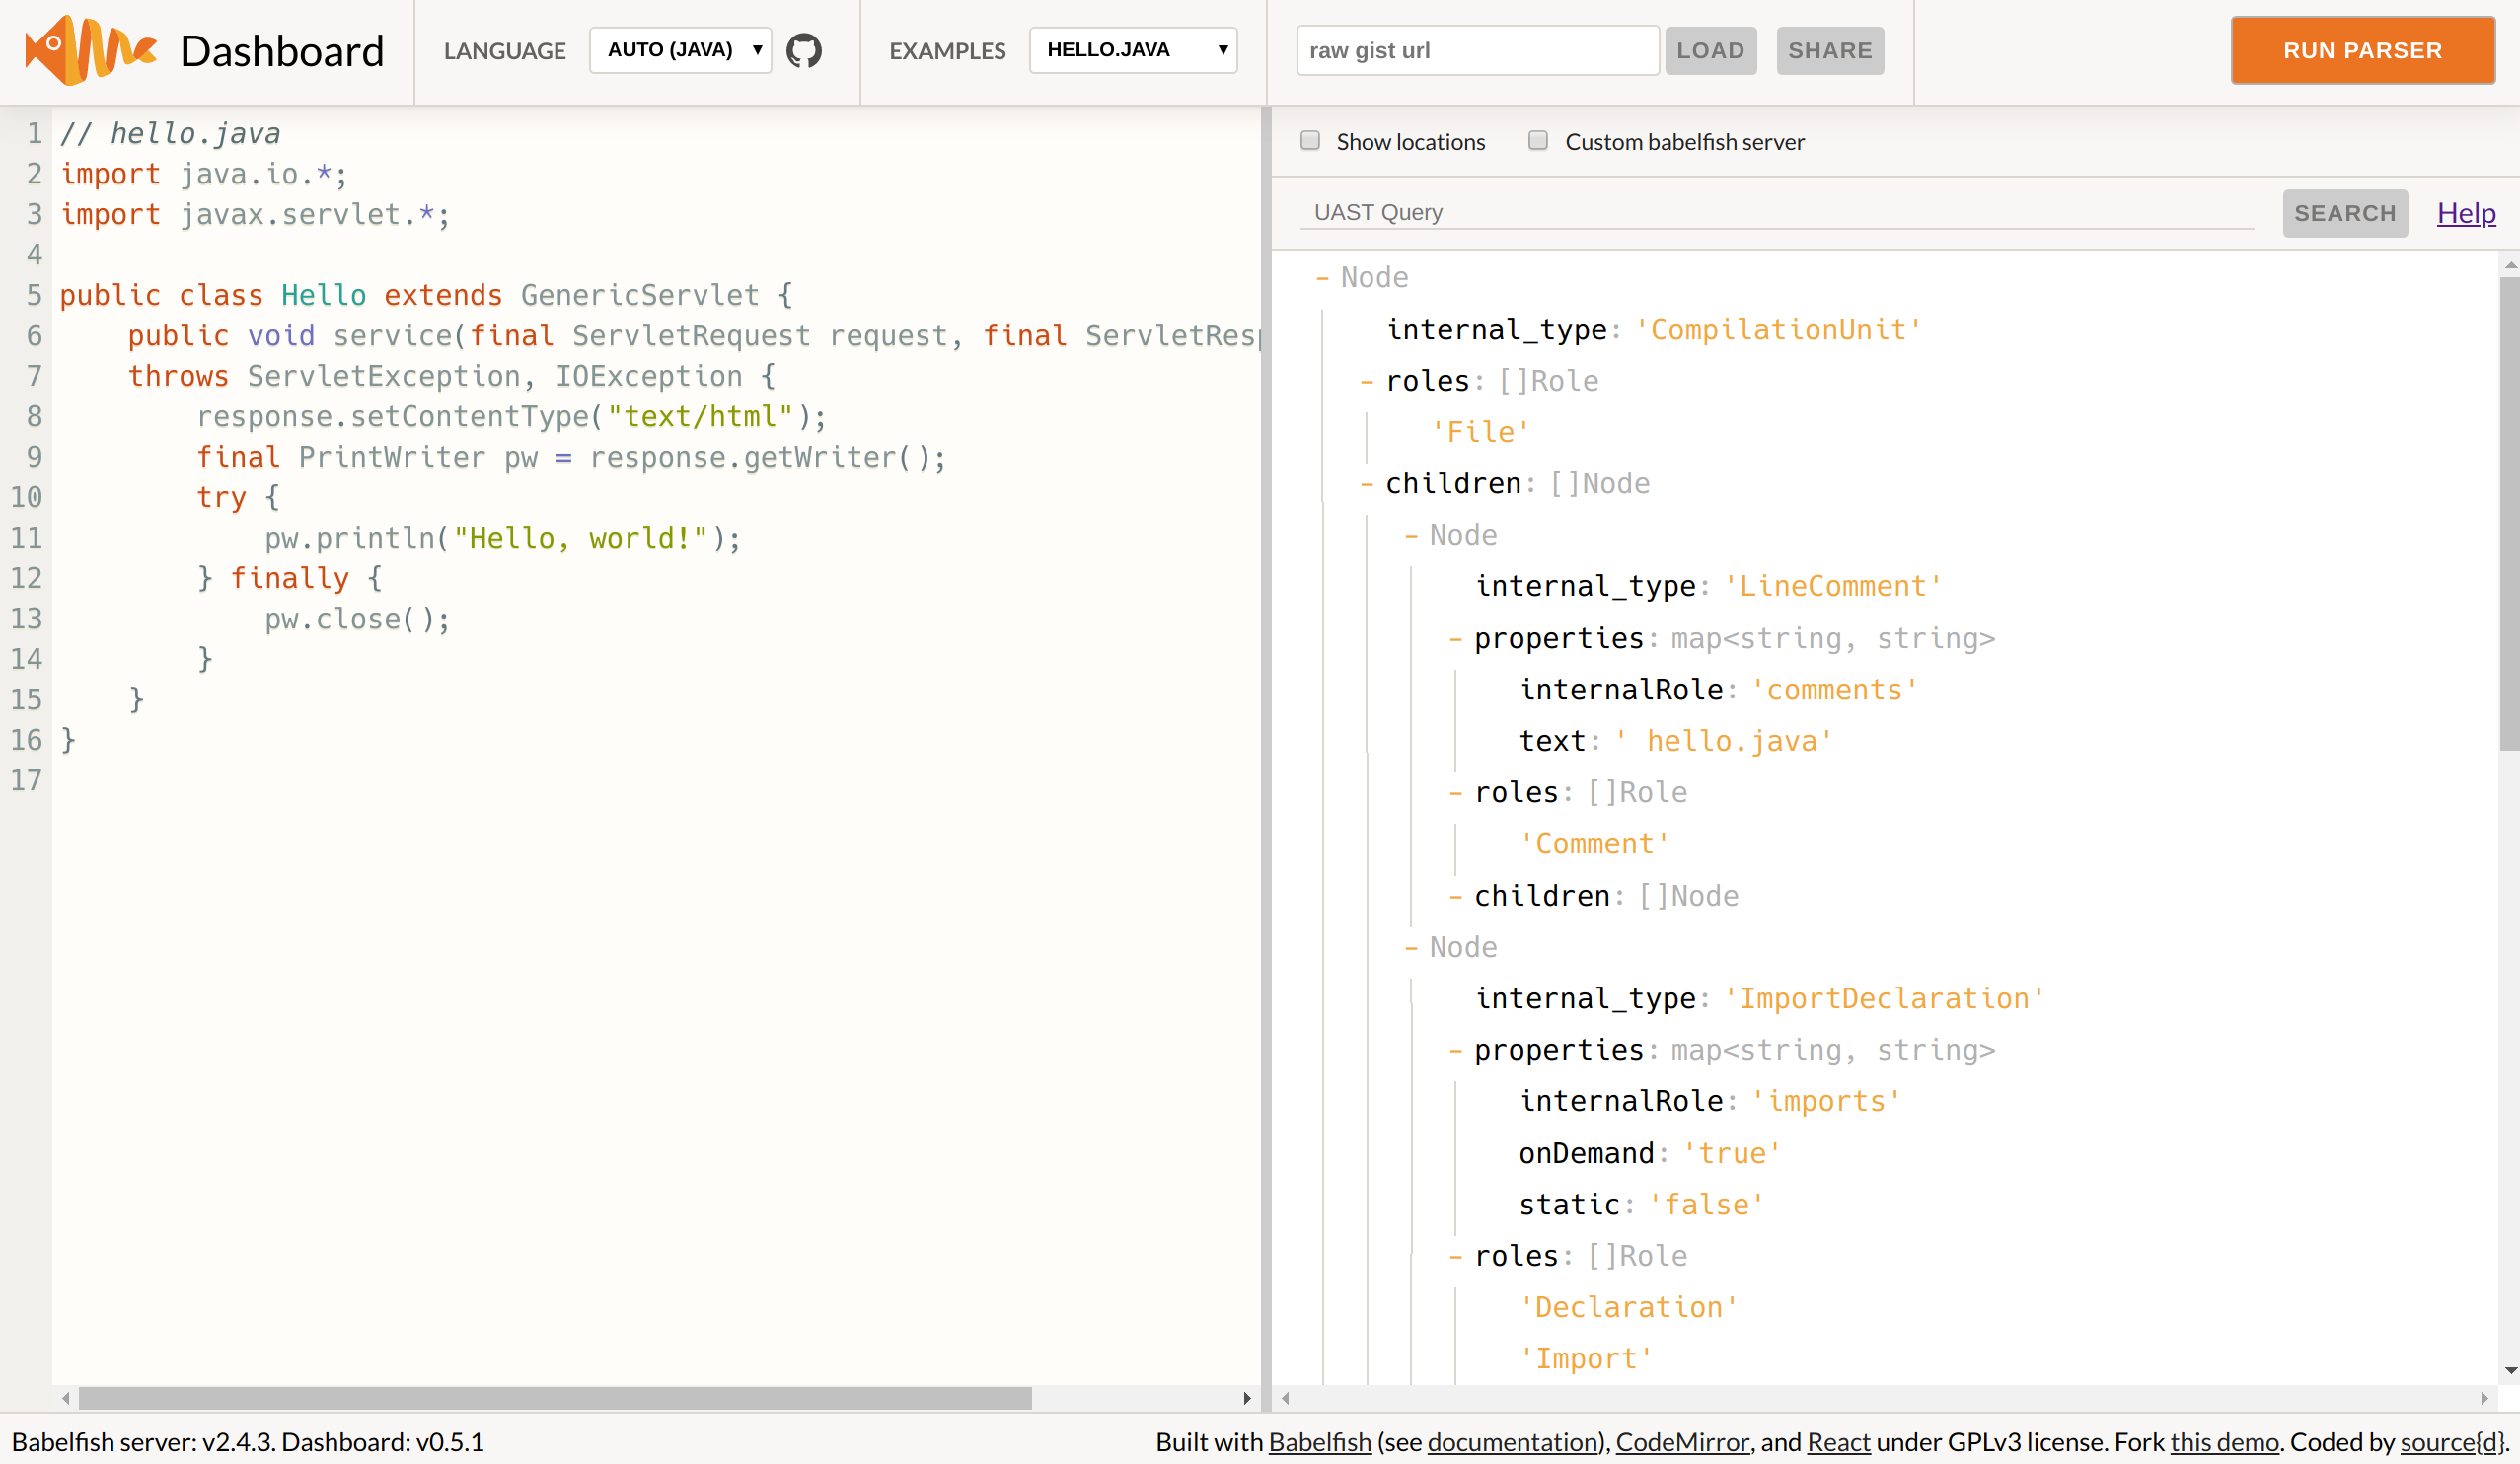 Dashboard
LANGUAGE AUTO (JAVA)
EXAMPLES HELLO.JAVA
raw gist url LOAD SHARE
RUN PARSER
1 // hello.java
2 import java.io.*;
3 import javax.servlet.*;
4
5 public class Hello extends GenericServlet {
6 public void service(final ServletRequest request, final ServletResp
7 throws ServletException, IOException {
8 response.setContentType("text/html");
9 final PrintWriter pw = response.getWriter();
10 try {
11 pw.println("Hello, world!");
12 } finally {
13 pw.close();
14 }
15 }
16 }
17
Show locations Custom babelfish server
UAST Query SEARCH Help
- Node
internal_type: 'CompilationUnit'
- roles: []Role
'File'
- children: []Node
- Node
internal_type: 'LineComment'
- properties: map<string, string>
internalRole: 'comments'
text: ' hello.java'
- roles: []Role
'Comment'
- children: []Node
- Node
internal_type: 'ImportDeclaration'
- properties: map<string, string>
internalRole: 'imports'
onDemand: 'true'
static: 'false'
- roles: []Role
'Declaration'
'Import'
Babelfish server: v2.4.3. Dashboard: v0.5.1
Built with Babelfish (see documentation), CodeMirror, and React under GPLv3 license. Fork this demo. Coded by source{d}.